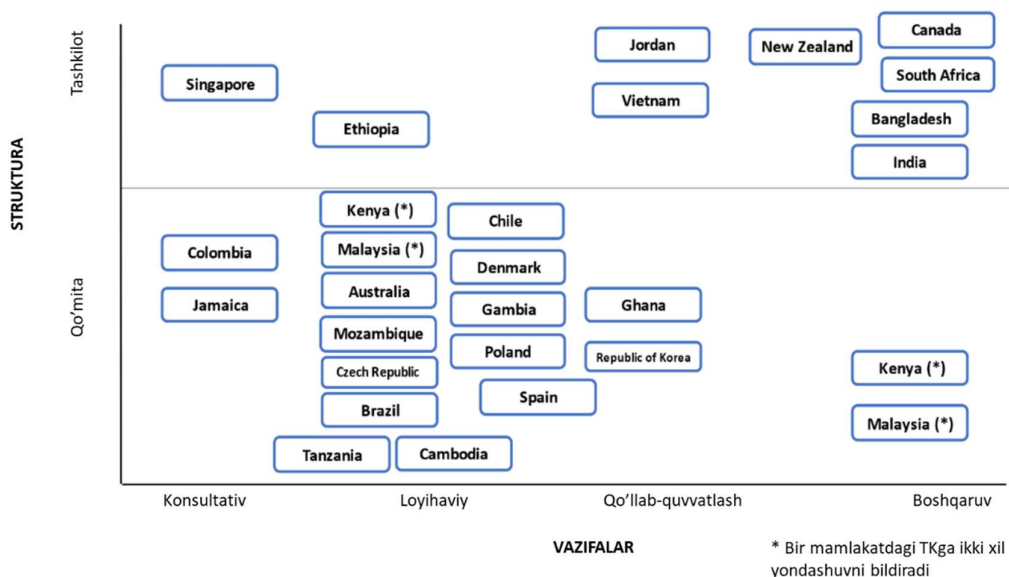 STRUKTURA
Tashkilot
Qo'mita
Singapore
Ethiopia
Jordan
Vietnam
New Zealand
Canada
South Africa
Bangladesh
India
Colombia
Jamaica
Kenya (*)
Malaysia (*)
Australia
Mozambique
Czech Republic
Brazil
Tanzania
Cambodia
Chile
Denmark
Gambia
Poland
Spain
Ghana
Republic of Korea
Kenya (*)
Malaysia (*)
Konsultativ
Loyihaviy
Qo'llab-quvvatlash
Boshqaruv
VAZIFALAR
* Bir mamlakatdagi TKga ikki xil
yondashuvni bildiradi